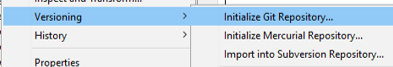 Inspect and Transform...
Versioning
Initialize Git Repository...
History
Initialize Mercurial Repository...
Import into Subversion Repository...
Properties